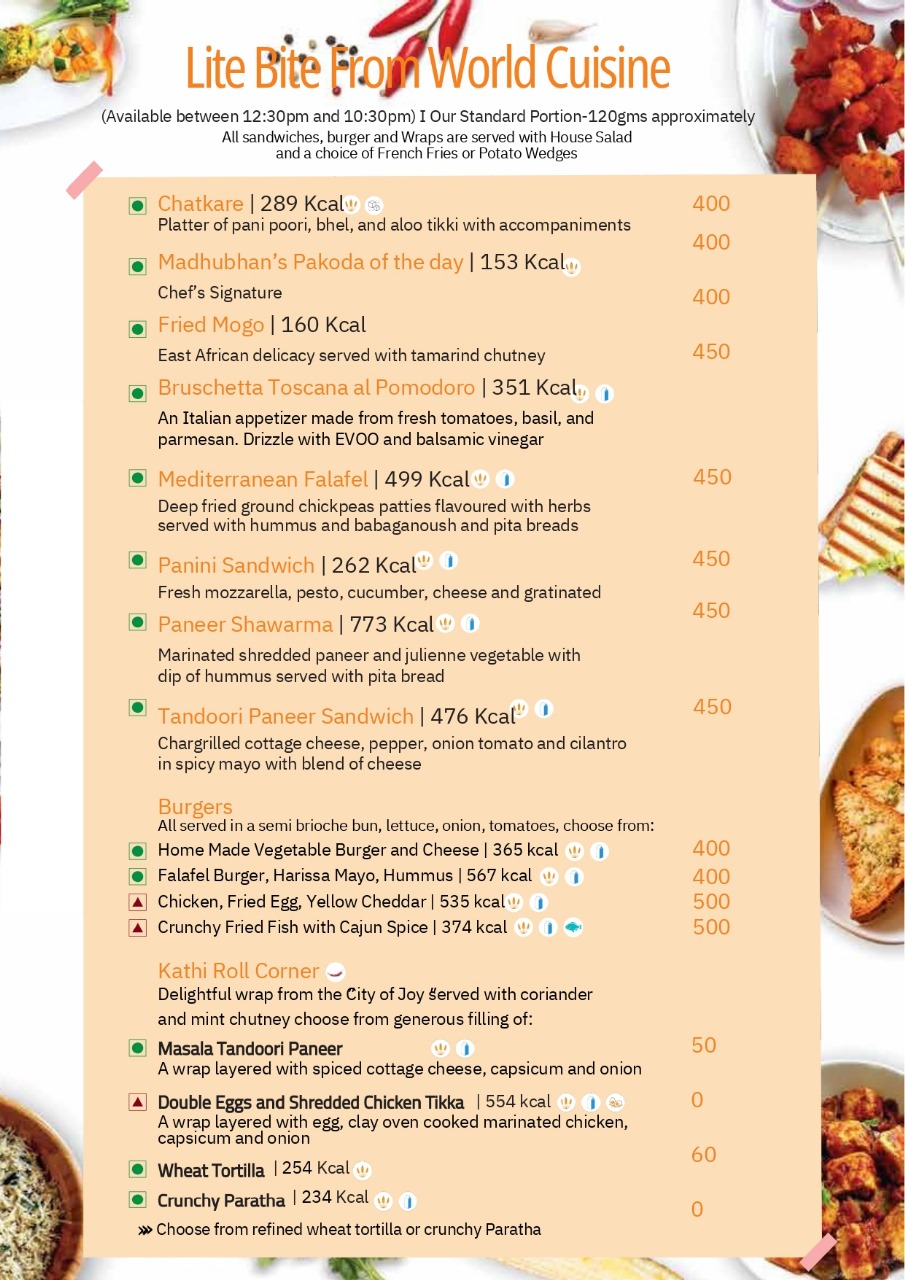 Lite Bite From World Cuisine
(Available between 12:30pm and 10:30pm) I Our Standard Portion-120gms approximately
All sandwiches, burger and Wraps are served with House Salad
and a choice of French Fries or Potato Wedges
Chatkare | 289 Kcal 400
Platter of pani poori, bhel, and aloo tikki with accompaniments
400
Madhubhan’s Pakoda of the day | 153 Kcal
Chef’s Signature
400
Fried Mogo | 160 Kcal
East African delicacy served with tamarind chutney
450
Bruschetta Toscana al Pomodoro | 351 Kcal
An Italian appetizer made from fresh tomatoes, basil, and
parmesan. Drizzle with EVOO and balsamic vinegar
Mediterranean Falafel | 499 Kcal 450
Deep fried ground chickpeas patties flavoured with herbs
served with hummus and babaganoush and pita breads
Panini Sandwich | 262 Kcal 450
Fresh mozzarella, pesto, cucumber, cheese and gratinated
450
Paneer Shawarma | 773 Kcal
Marinated shredded paneer and julienne vegetable with
dip of hummus served with pita bread
Tandoori Paneer Sandwich | 476 Kcal 450
Chargrilled cottage cheese, pepper, onion tomato and cilantro
in spicy mayo with blend of cheese
Burgers
All served in a semi brioche bun, lettuce, onion, tomatoes, choose from:
Home Made Vegetable Burger and Cheese | 365 kcal 400
Falafel Burger, Harissa Mayo, Hummus | 567 kcal 400
Chicken, Fried Egg, Yellow Cheddar | 535 kcal 500
Crunchy Fried Fish with Cajun Spice | 374 kcal 500
Kathi Roll Corner
Delightful wrap from the City of Joy served with coriander
and mint chutney choose from generous filling of:
Masala Tandoori Paneer 50
A wrap layered with spiced cottage cheese, capsicum and onion
Double Eggs and Shredded Chicken Tikka | 554 kcal 0
A wrap layered with egg, clay oven cooked marinated chicken,
capsicum and onion
60
Wheat Tortilla | 254 Kcal
Crunchy Paratha | 234 Kcal
0
Choose from refined wheat tortilla or crunchy Paratha